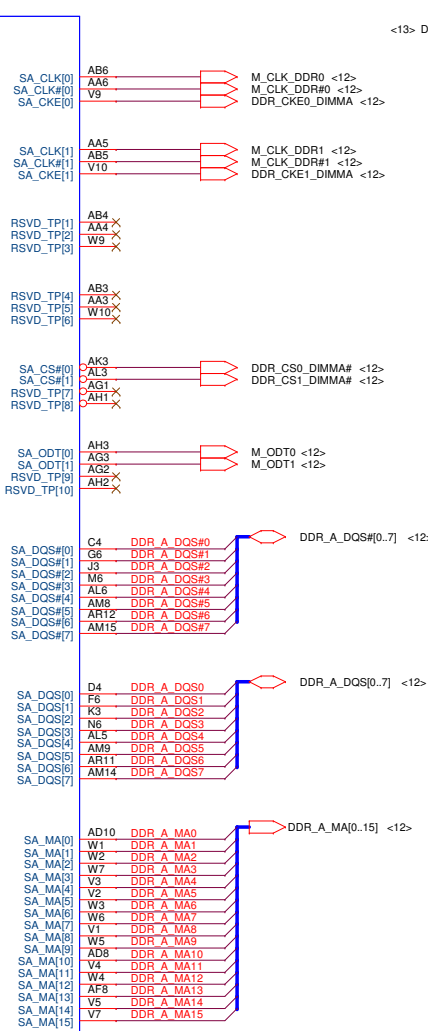 <13> D
SA_CLK[0] AB6 M_CLK_DDR0 <12>
SA_CLK#[0] AA6 M_CLK_DDR#0 <12>
SA_CKE[0] V9 DDR_CKE0_DIMMA <12>
SA_CLK[1] AA5 M_CLK_DDR1 <12>
SA_CLK#[1] AB5 M_CLK_DDR#1 <12>
SA_CKE[1] V10 DDR_CKE1_DIMMA <12>
RSVD_TP[1] AB4
RSVD_TP[2] AA4
RSVD_TP[3] W9
RSVD_TP[4] AB3
RSVD_TP[5] AA3
RSVD_TP[6] W10
SA_CS#[0] AK3 DDR_CS0_DIMMA# <12>
SA_CS#[1] AL3 DDR_CS1_DIMMA# <12>
RSVD_TP[7] AG1
RSVD_TP[8] AH1
SA_ODT[0] AH3 M_ODT0 <12>
SA_ODT[1] AG3 M_ODT1 <12>
RSVD_TP[9] AG2
RSVD_TP[10] AH2
DDR_A_DQS#[0..7] <12>
SA_DQS#[0] C4 DDR_A_DQS#0
SA_DQS#[1] G6 DDR_A_DQS#1
SA_DQS#[2] J3 DDR_A_DQS#2
SA_DQS#[3] M6 DDR_A_DQS#3
SA_DQS#[4] AL6 DDR_A_DQS#4
SA_DQS#[5] AM8 DDR_A_DQS#5
SA_DQS#[6] AR12 DDR_A_DQS#6
SA_DQS#[7] AM15 DDR_A_DQS#7
DDR_A_DQS[0..7] <12>
SA_DQS[0] D4 DDR_A_DQS0
SA_DQS[1] F6 DDR_A_DQS1
SA_DQS[2] K3 DDR_A_DQS2
SA_DQS[3] N6 DDR_A_DQS3
SA_DQS[4] AL5 DDR_A_DQS4
SA_DQS[5] AM9 DDR_A_DQS5
SA_DQS[6] AR11 DDR_A_DQS6
SA_DQS[7] AM14 DDR_A_DQS7
DDR_A_MA[0..15] <12>
SA_MA[0] AD10 DDR_A_MA0
SA_MA[1] W1 DDR_A_MA1
SA_MA[2] W2 DDR_A_MA2
SA_MA[3] W7 DDR_A_MA3
SA_MA[4] V3 DDR_A_MA4
SA_MA[5] V2 DDR_A_MA5
SA_MA[6] W3 DDR_A_MA6
SA_MA[7] W6 DDR_A_MA7
SA_MA[8] V1 DDR_A_MA8
SA_MA[9] W5 DDR_A_MA9
SA_MA[10] AD8 DDR_A_MA10
SA_MA[11] V4 DDR_A_MA11
SA_MA[12] W4 DDR_A_MA12
SA_MA[13] AF8 DDR_A_MA13
SA_MA[14] V5 DDR_A_MA14
SA_MA[15] V7 DDR_A_MA15